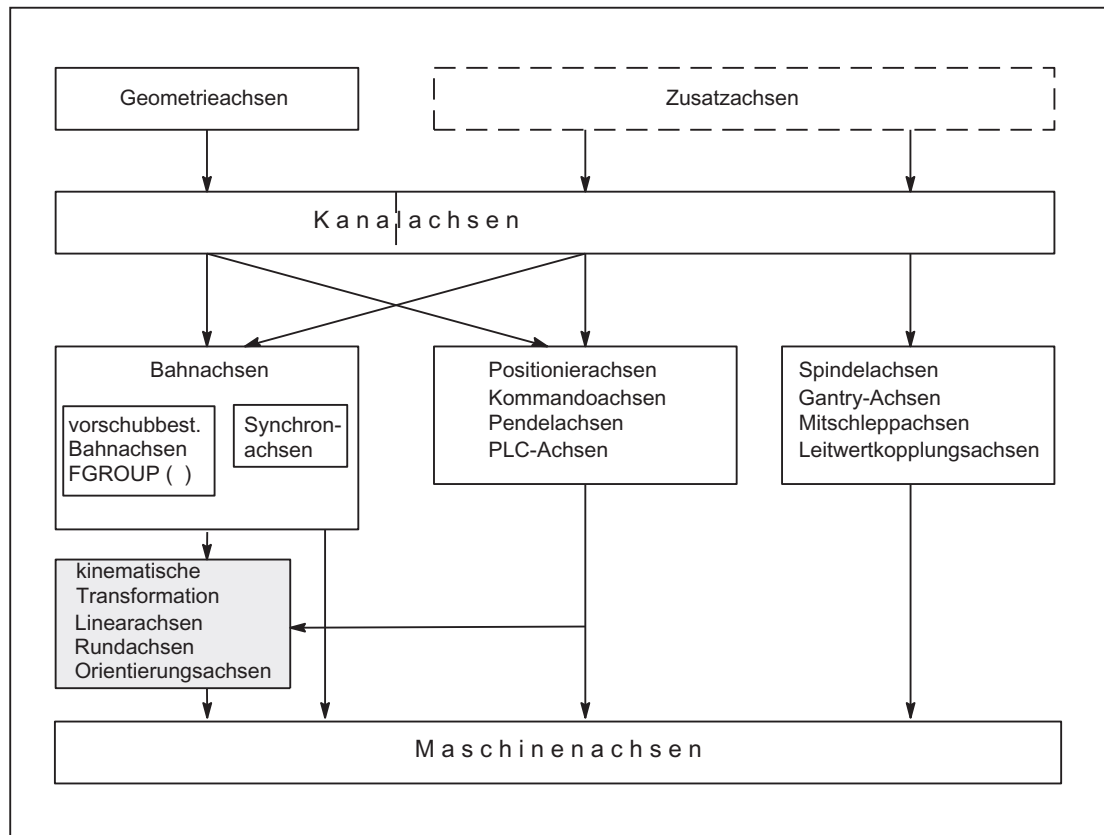 Geometrieachsen
Zusatzachsen
Kanalachsen
Bahnachsen
vorschubbest.
Bahnachsen
FGROUP ( )
Synchron-
achsen
Positionierachsen
Kommandoachsen
Pendelachsen
PLC-Achsen
Spindelachsen
Gantry-Achsen
Mitschleppachsen
Leitwertkopplungsachsen
kinematische
Transformation
Linearachsen
Rundachsen
Orientierungsachsen
Maschinenachsen